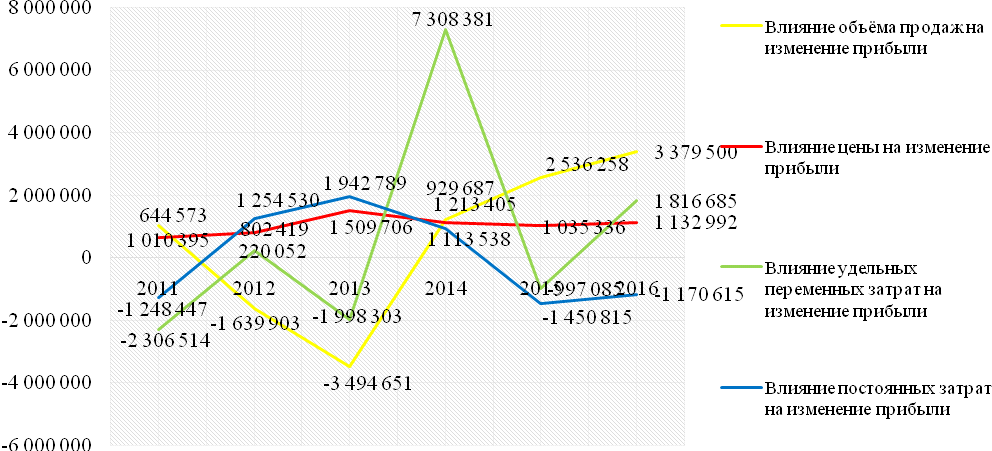 8 000 000
6 000 000
4 000 000
2 000 000
0
-2 000 000
-4 000 000
-6 000 000
7 308 381
2 536 258
3 379 500
644 573
1 010 395
1 254 530
802 419
220 052
1 942 789
1 509 706
929 687
1 213 405
1 113 538
1 035 336
1 816 685
1 132 992
2011
2012
2013
2014
2015
2016
-1 248 447
-2 306 514
-1 639 903
-1 998 303
-3 494 651
-997 085
-1 450 815
-1 170 615
Влияние объёма продаж на
изменение прибыли
Влияние цены на изменение
прибыли
Влияние удельных
переменных затрат на
изменение прибыли
Влияние постоянных затрат
на изменение прибыли